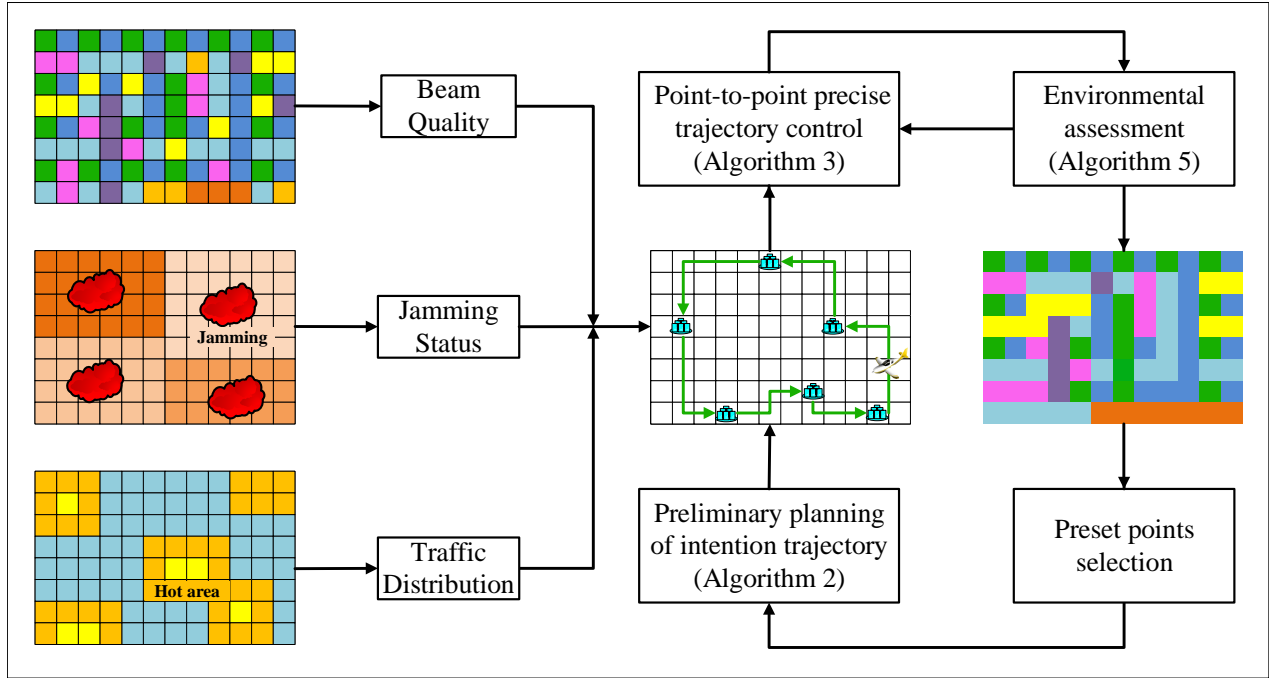 Beam
Quality
Point-to-point precise
trajectory control
(Algorithm 3)
Environmental
assessment
(Algorithm 5)
Jamming
Jamming
Status
Hot area
Traffic
Distribution
Preliminary planning
of intention trajectory
(Algorithm 2)
Preset points
selection